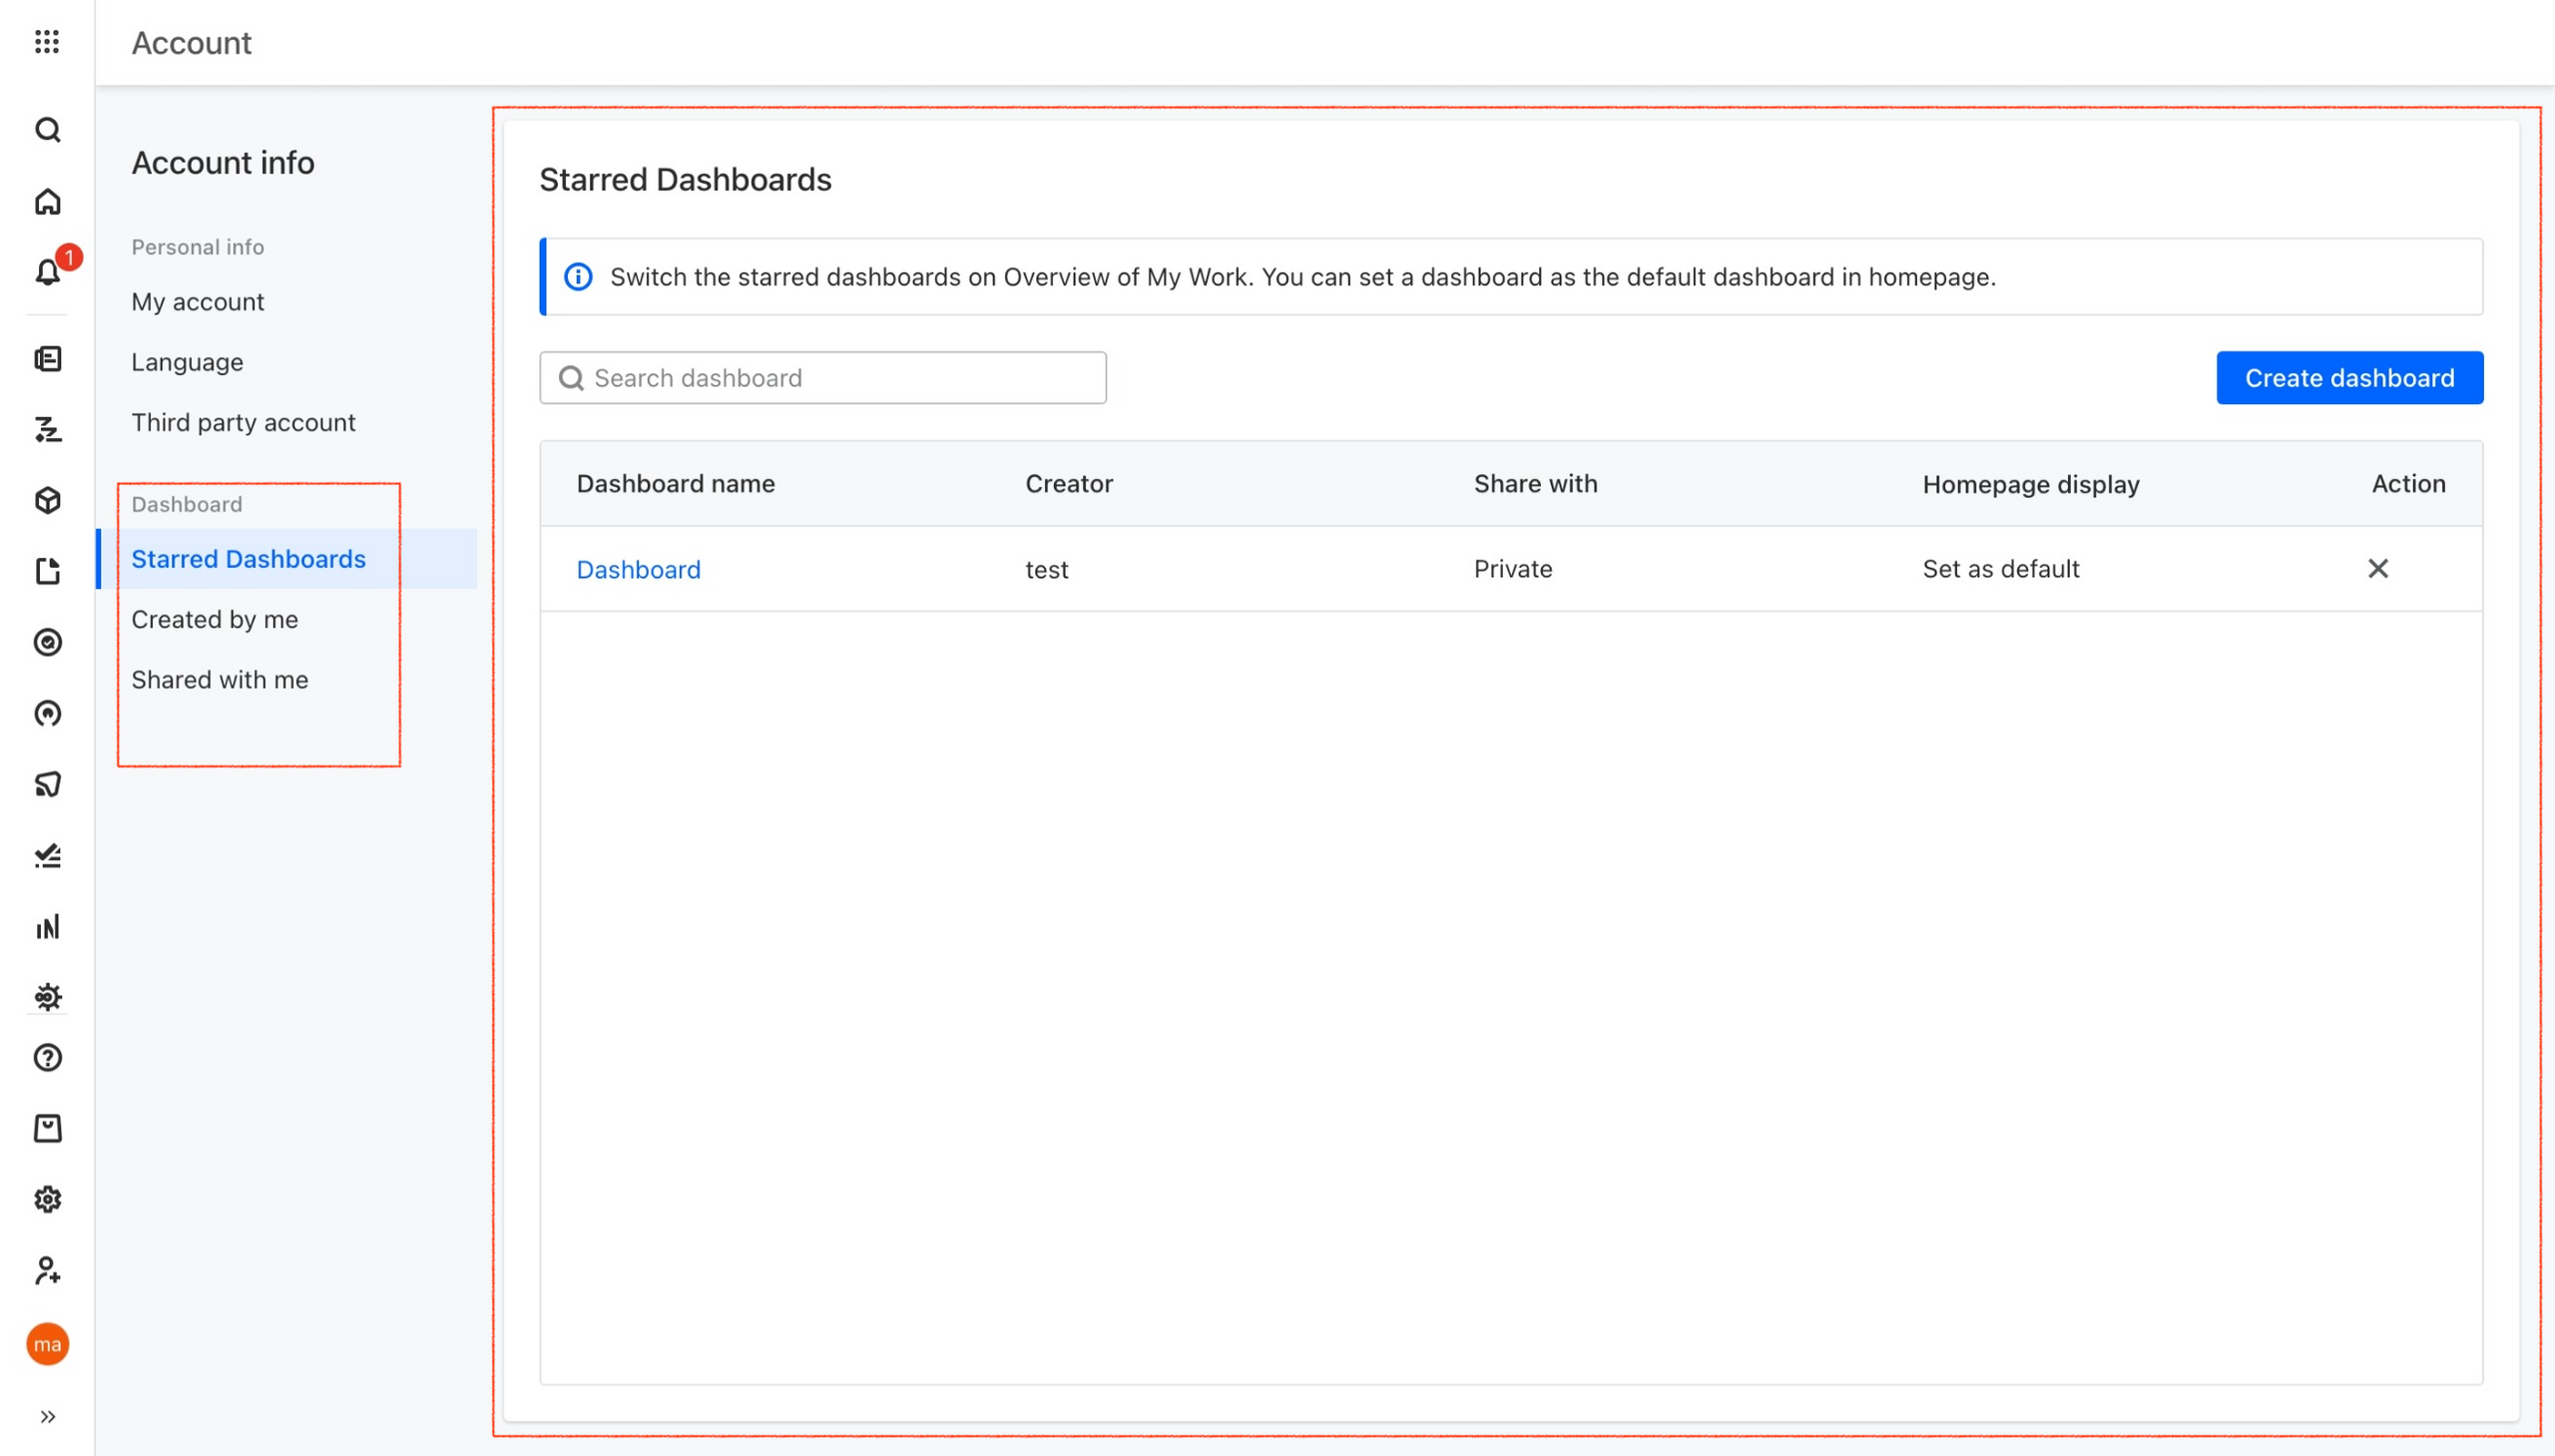 Account
1
Account info
Personal info
My account
Language
Third party account
Dashboard
Starred Dashboards
Created by me
Shared with me
ma
Starred Dashboards
Switch the starred dashboards on Overview of My Work. You can set a dashboard as the default dashboard in homepage.
Search dashboard
Create dashboard
Dashboard name Creator Share with Homepage display Action
Dashboard test Private Set as default